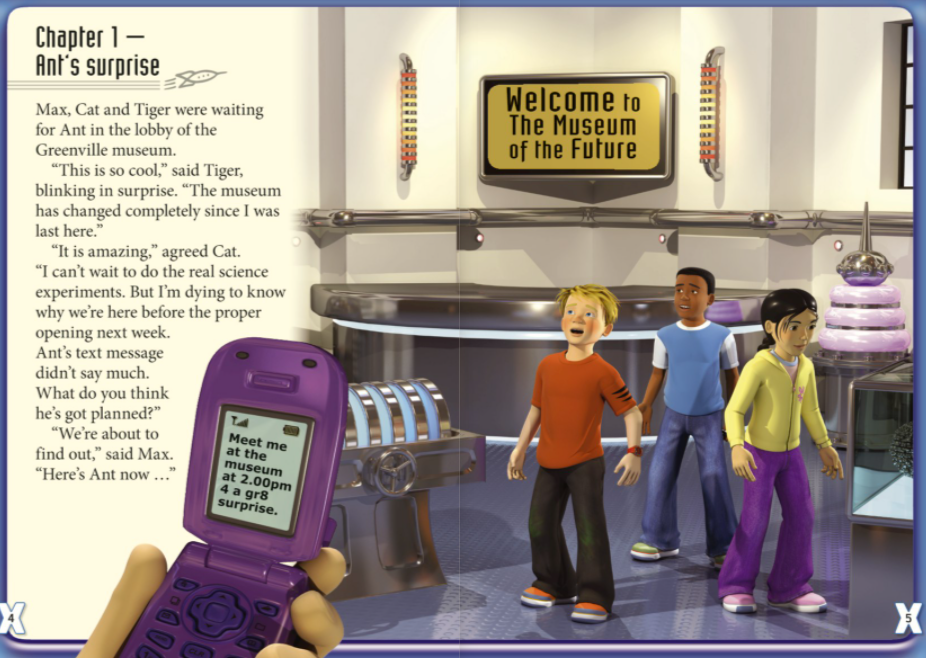 Chapter 1 —
Ant's surprise
Max, Cat and Tiger were waiting
for Ant in the lobby of the
Greenville museum.
“This is so cool,” said Tiger,
blinking in surprise. “The museum
has changed completely since I was
last here.”
“It is amazing,” agreed Cat.
“I can’t wait to do the real science
experiments. But I’m dying to know
why we’re here before the proper
opening next week.
Ant’s text message
didn’t say much.
What do you think
he’s got planned?”
“We’re about to
find out,” said Max.
“Here’s Ant now …”
Meet me
at the
museum
at 2.00pm
4 a gr8
surprise.
4
Welcome to
The Museum
of the Future
5